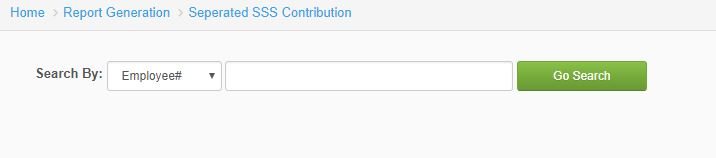 Home > Report Generation > Seperated SSS Contribution
Search By: Employee# Go Search